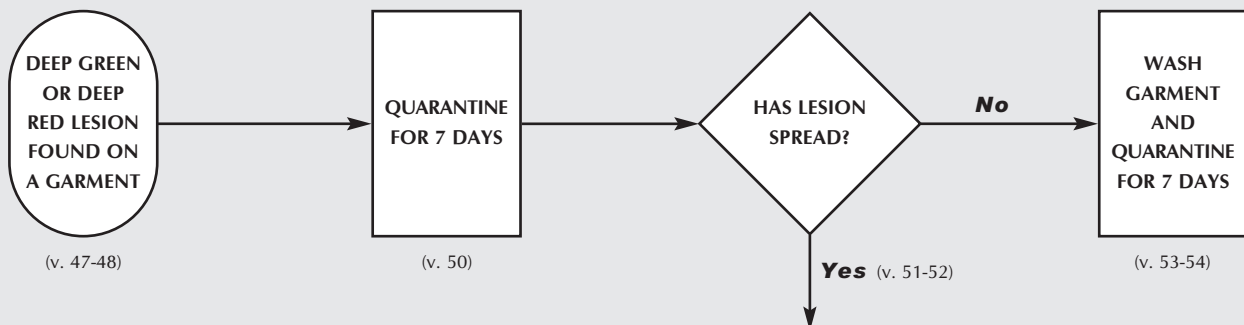 DEEP GREEN
OR DEEP
RED LESION
FOUND ON
A GARMENT
(v. 47-48)
QUARANTINE
FOR 7 DAYS
(v. 50)
HAS LESION
SPREAD?
No
Yes (v. 51-52)
WASH
GARMENT
AND
QUARANTINE
FOR 7 DAYS
(v. 53-54)